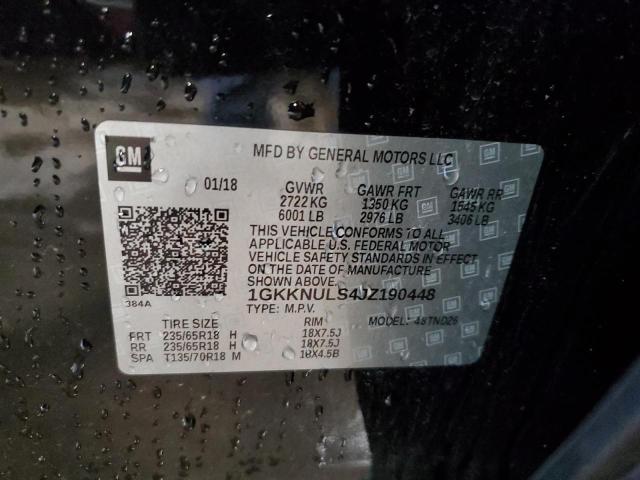 GM
MFD BY GENERAL MOTORS LLC
01/18 GVWR GAWR FRT GAWR RR
2722 KG 1350 KG 1545 KG
6001 LB 2976 LB 3406 LB
THIS VEHICLE CONFORMS TO ALL
APPLICABLE U.S. FEDERAL MOTOR
VEHICLE SAFETY STANDARDS IN EFFECT
ON THE DATE OF MANUFACTURE
SHOWN ABOVE.
384A
1GKKNULS4JZ190448
TYPE: M.P.V. MODEL: 4STND26
TIRE SIZE RIM
FRT 235/65R18 H 18X7.5J
RR 235/65R18 H 18X7.5J
SPA T135/70R18 M 18X4.5B